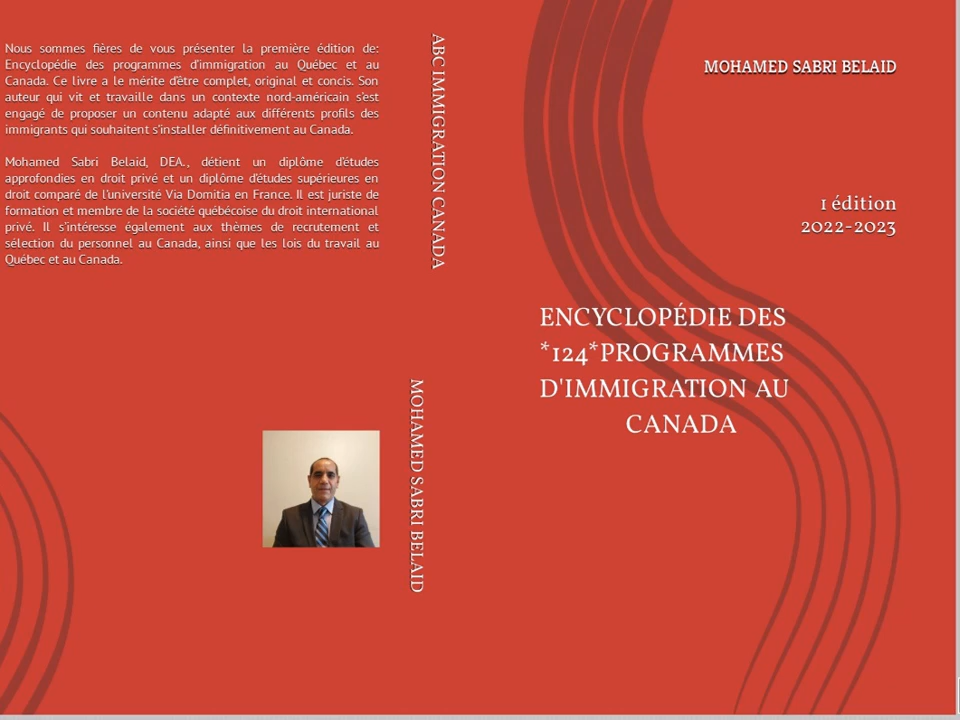 Nous sommes fières de vous présenter la première édition de:
Encyclopédie des programmes d'immigration au Québec et au
Canada. Ce livre a le mérite d'être complet, original et concis. Son
auteur qui vit et travaille dans un contexte nord-américain s'est
engagé de proposer un contenu adapté aux différents profils des
immigrants qui souhaitent s'installer définitivement au Canada.
Mohamed Sabri Belaid, DEA., détient un diplôme d'études
approfondies en droit privé et un diplôme d'études supérieures en
droit comparé de l'université Via Domitia en France. Il est juriste de
formation et membre de la société québécoise du droit international
privé. Il s'intéresse également aux thèmes de recrutement et
sélection du personnel au Canada, ainsi que les lois du travail au
Québec et au Canada.
ABC IMMIGRATION CANADA
MOHAMED SABRI BELAID
MOHAMED SABRI BELAID
1 édition
2022-2023
ENCYCLOPÉDIE DES
*124*PROGRAMMES
D'IMMIGRATION AU
CANADA